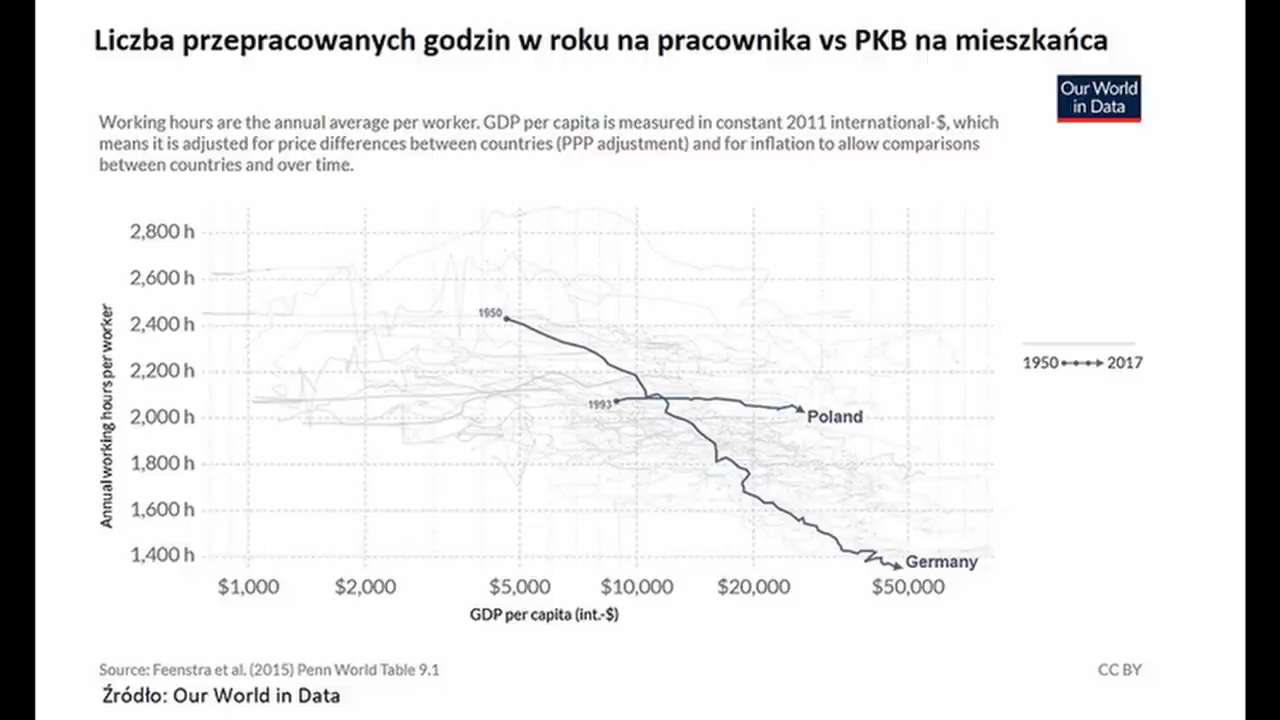 Liczba przepracowanych godzin w roku na pracownika vs PKB na mieszkańca
Our World
in Data
Working hours are the annual average per worker. GDP per capita is measured in constant 2011 international-$, which
means it is adjusted for price differences between countries (PPP adjustment) and for inflation to allow comparisons
between countries and over time.
2,800 h
2,600 h
2,400 h
2,200 h
2,000 h
1,800 h
1,600 h
1,400 h
Annual working hours per worker
1950
1993
Poland
Germany
1950 2017
$1,000 $2,000 $5,000 $10,000 $20,000 $50,000
GDP per capita (int.-$)
Source: Feenstra et al. (2015) Penn World Table 9.1
CC BY
Źródło: Our World in Data